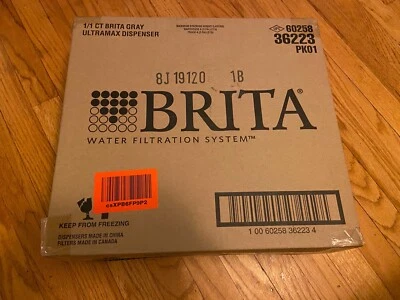 1/1 CT BRITA GRAY
ULTRAMAX DISPENSER
60258
36223
PK01
8J 19120 1B
BRITA®
WATER FILTRATION SYSTEM™
KEEP FROM FREEZING
DISPENSERS MADE IN CHINA.
FILTERS MADE IN CANADA
1 00 60258 36223 4